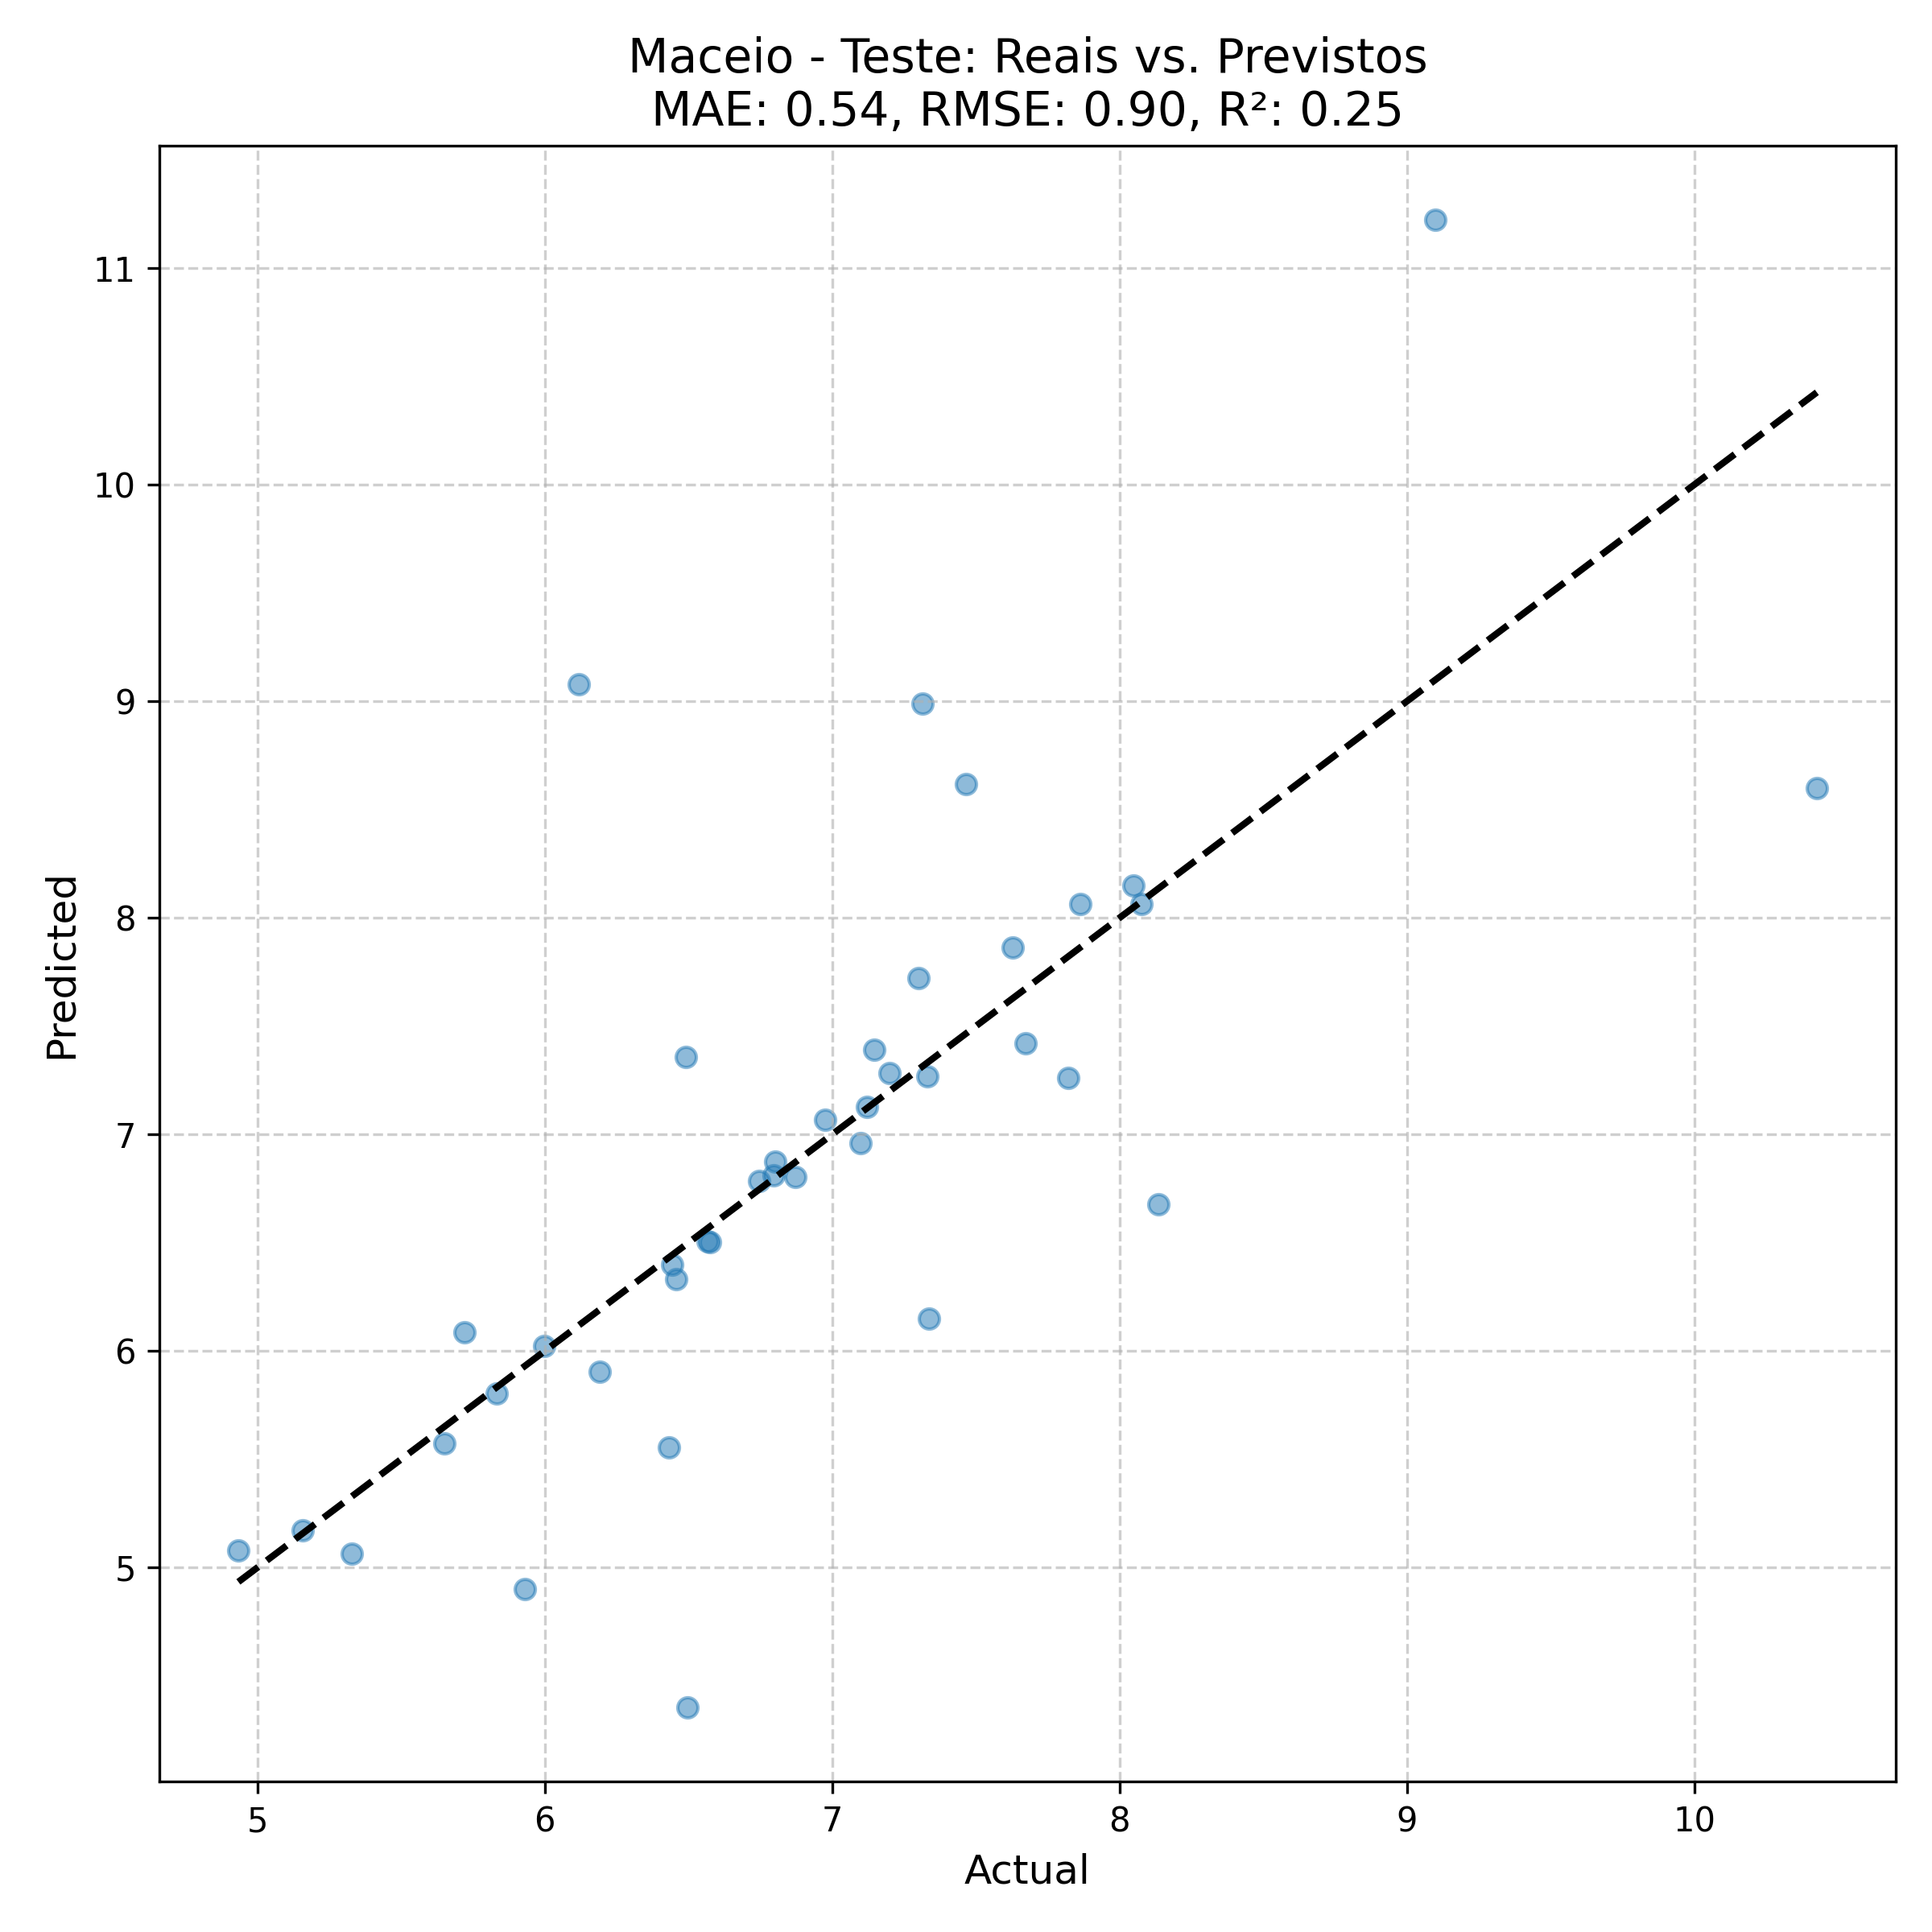 Maceio - Teste: Reais vs. Previstos
MAE: 0.54, RMSE: 0.90, R²: 0.25
11
10
9
8
7
6
5
Predicted
5 6 7 8 9 10
Actual